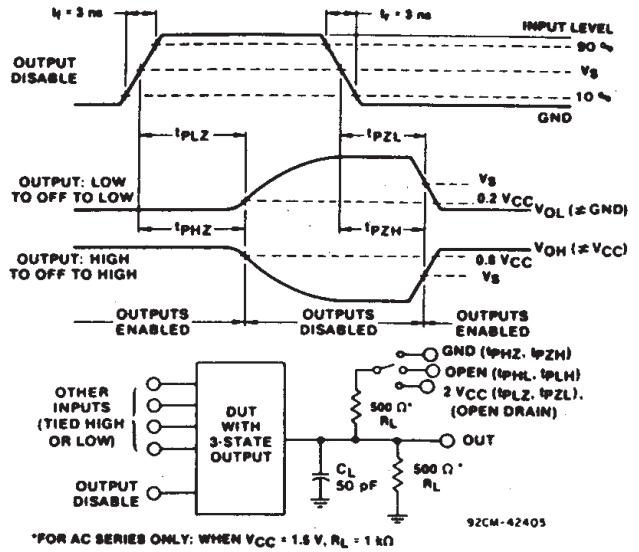 tr = 3 ns
tf = 3 ns
INPUT LEVEL
90 %
VS
10 %
GND
OUTPUT
DISABLE
tPLZ
tPZL
OUTPUT: LOW
TO OFF TO LOW
VS
0.2 VCC
VOL (≠ GND)
tPHZ
tPZH
OUTPUT: HIGH
TO OFF TO HIGH
VOH (≠ VCC)
0.8 VCC
VS
OUTPUTS
ENABLED
OUTPUTS
DISABLED
OUTPUTS
ENABLED
GND (tPHZ, tPZH)
OPEN (tPHL, tPLH)
2 VCC (tPLZ, tPZL),
(OPEN DRAIN)
OTHER
INPUTS
(TIED HIGH
OR LOW)
OUTPUT
DISABLE
DUT
WITH
3-STATE
OUTPUT
500 Ω*
RL
OUT
CL
50 pF
500 Ω*
RL
92CM-42405
*FOR AC SERIES ONLY: WHEN VCC = 1.5 V, RL = 1 kΩ